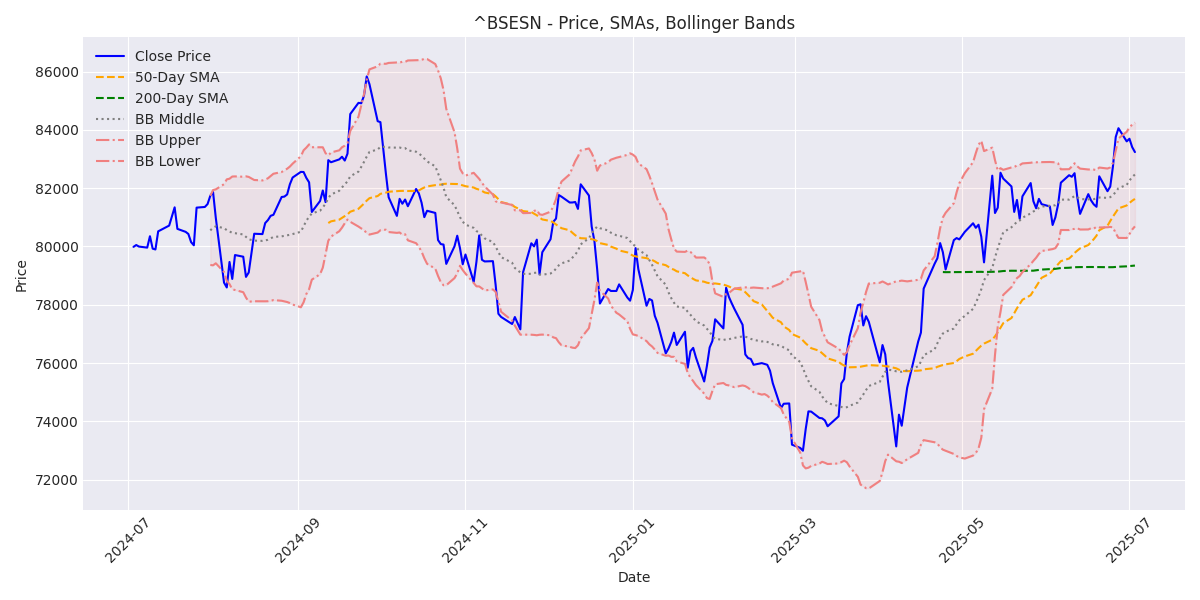 ^BSESN - Price, SMAs, Bollinger Bands
Close Price
50-Day SMA
200-Day SMA
BB Middle
BB Upper
BB Lower
86000
84000
82000
80000
78000
76000
74000
72000
Price
2024-07
2024-09
2024-11
2025-01
2025-03
2025-05
2025-07
Date